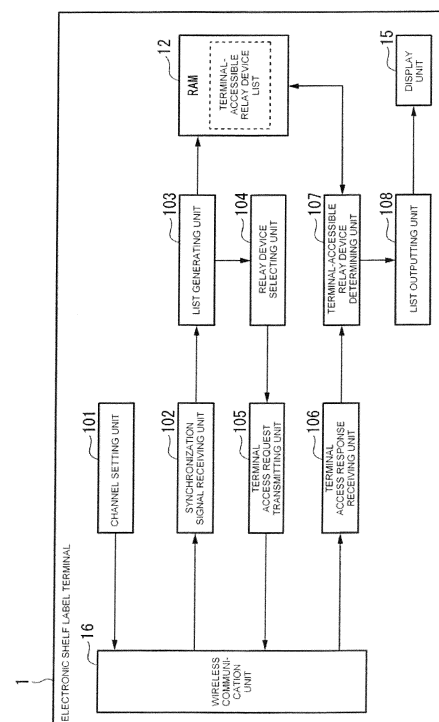 1
ELECTRONIC SHELF LABEL TERMINAL
16
WIRELESS
COMMUNI-
CATION
UNIT
101
CHANNEL SETTING UNIT
102
SYNCHRONIZATION
SIGNAL RECEIVING UNIT
105
TERMINAL
ACCESS REQUEST
TRANSMITTING UNIT
106
TERMINAL
ACCESS RESPONSE
RECEIVING UNIT
103
LIST GENERATING UNIT
104
RELAY DEVICE
SELECTING UNIT
107
TERMINAL-ACCESSIBLE
RELAY DEVICE
DETERMINING UNIT
108
LIST OUTPUTTING UNIT
12
RAM
TERMINAL-
ACCESSIBLE
RELAY DEVICE
LIST
15
DISPLAY
UNIT